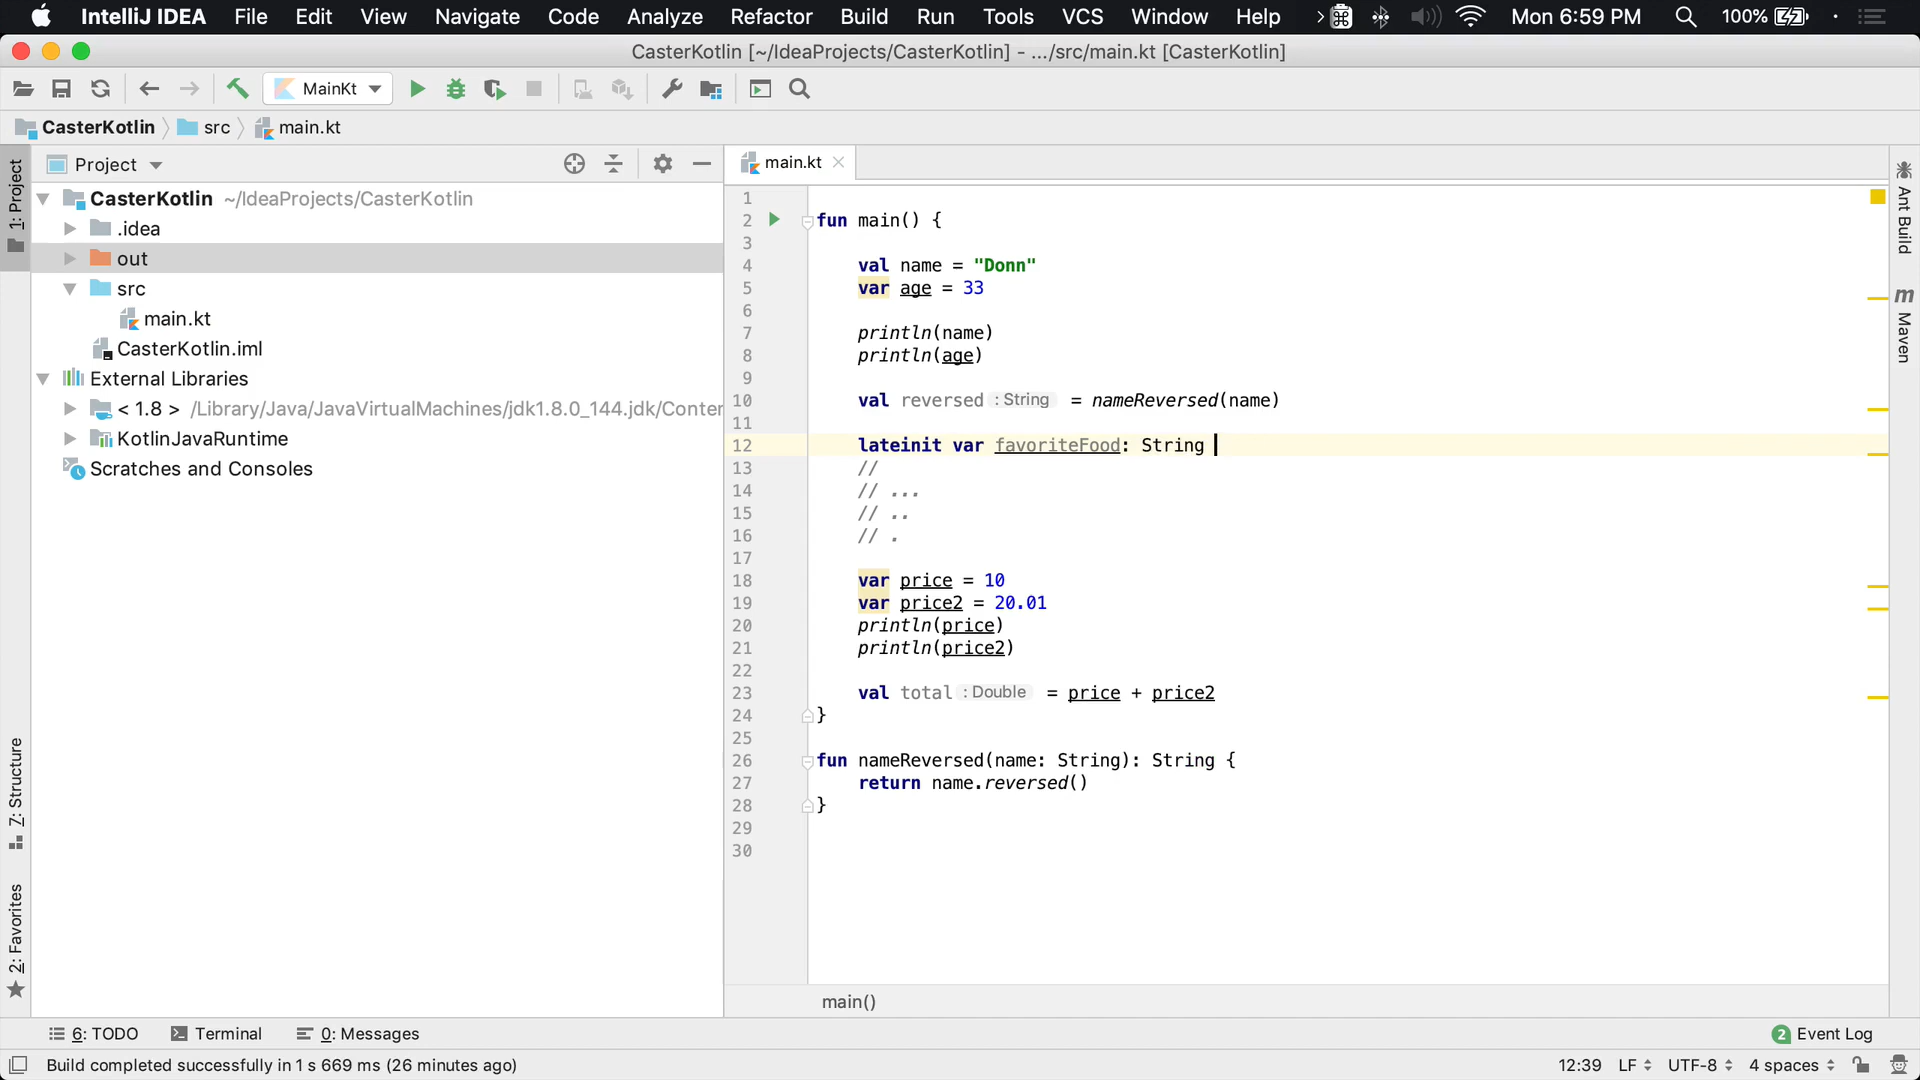 IntelliJ IDEA File Edit View Navigate Code Analyze Refactor Build Run Tools VCS Window Help Mon 6:59 PM 100%
CasterKotlin [~/IdeaProjects/CasterKotlin] - .../src/main.kt [CasterKotlin]
MainKt
CasterKotlin src main.kt
1: Project
Project
CasterKotlin ~/IdeaProjects/CasterKotlin
.idea
out
src
main.kt
CasterKotlin.iml
External Libraries
< 1.8 > /Library/Java/JavaVirtualMachines/jdk1.8.0_144.jdk/Conter
KotlinJavaRuntime
Scratches and Consoles
Z: Structure
2: Favorites
main.kt
1
2 fun main() {
3
4 val name = "Donn"
5 var age = 33
6
7 println(name)
8 println(age)
9
10 val reversed : String = nameReversed(name)
11
12 lateinit var favoriteFood: String
13 //
14 // ...
15 // ..
16 // .
17
18 var price = 10
19 var price2 = 20.01
20 println(price)
21 println(price2)
22
23 val total : Double = price + price2
24 }
25
26 fun nameReversed(name: String): String {
27 return name.reversed()
28 }
29
30
main()
Ant Build
m Maven
6: TODO Terminal 0: Messages 2 Event Log
Build completed successfully in 1 s 669 ms (26 minutes ago) 12:39 LF UTF-8 4 spaces